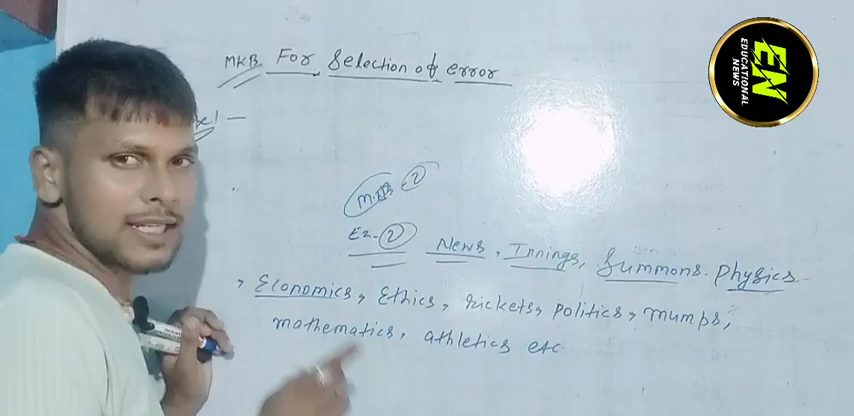 MKB For Selection of error
M.KB 2
Ex- 2 News, Innings, Summons. Physics
, Economics, Ethics, Rickets, Politics, Mumps,
Mathematics, athletics etc.
EN
EDUCATIONAL
NEWS